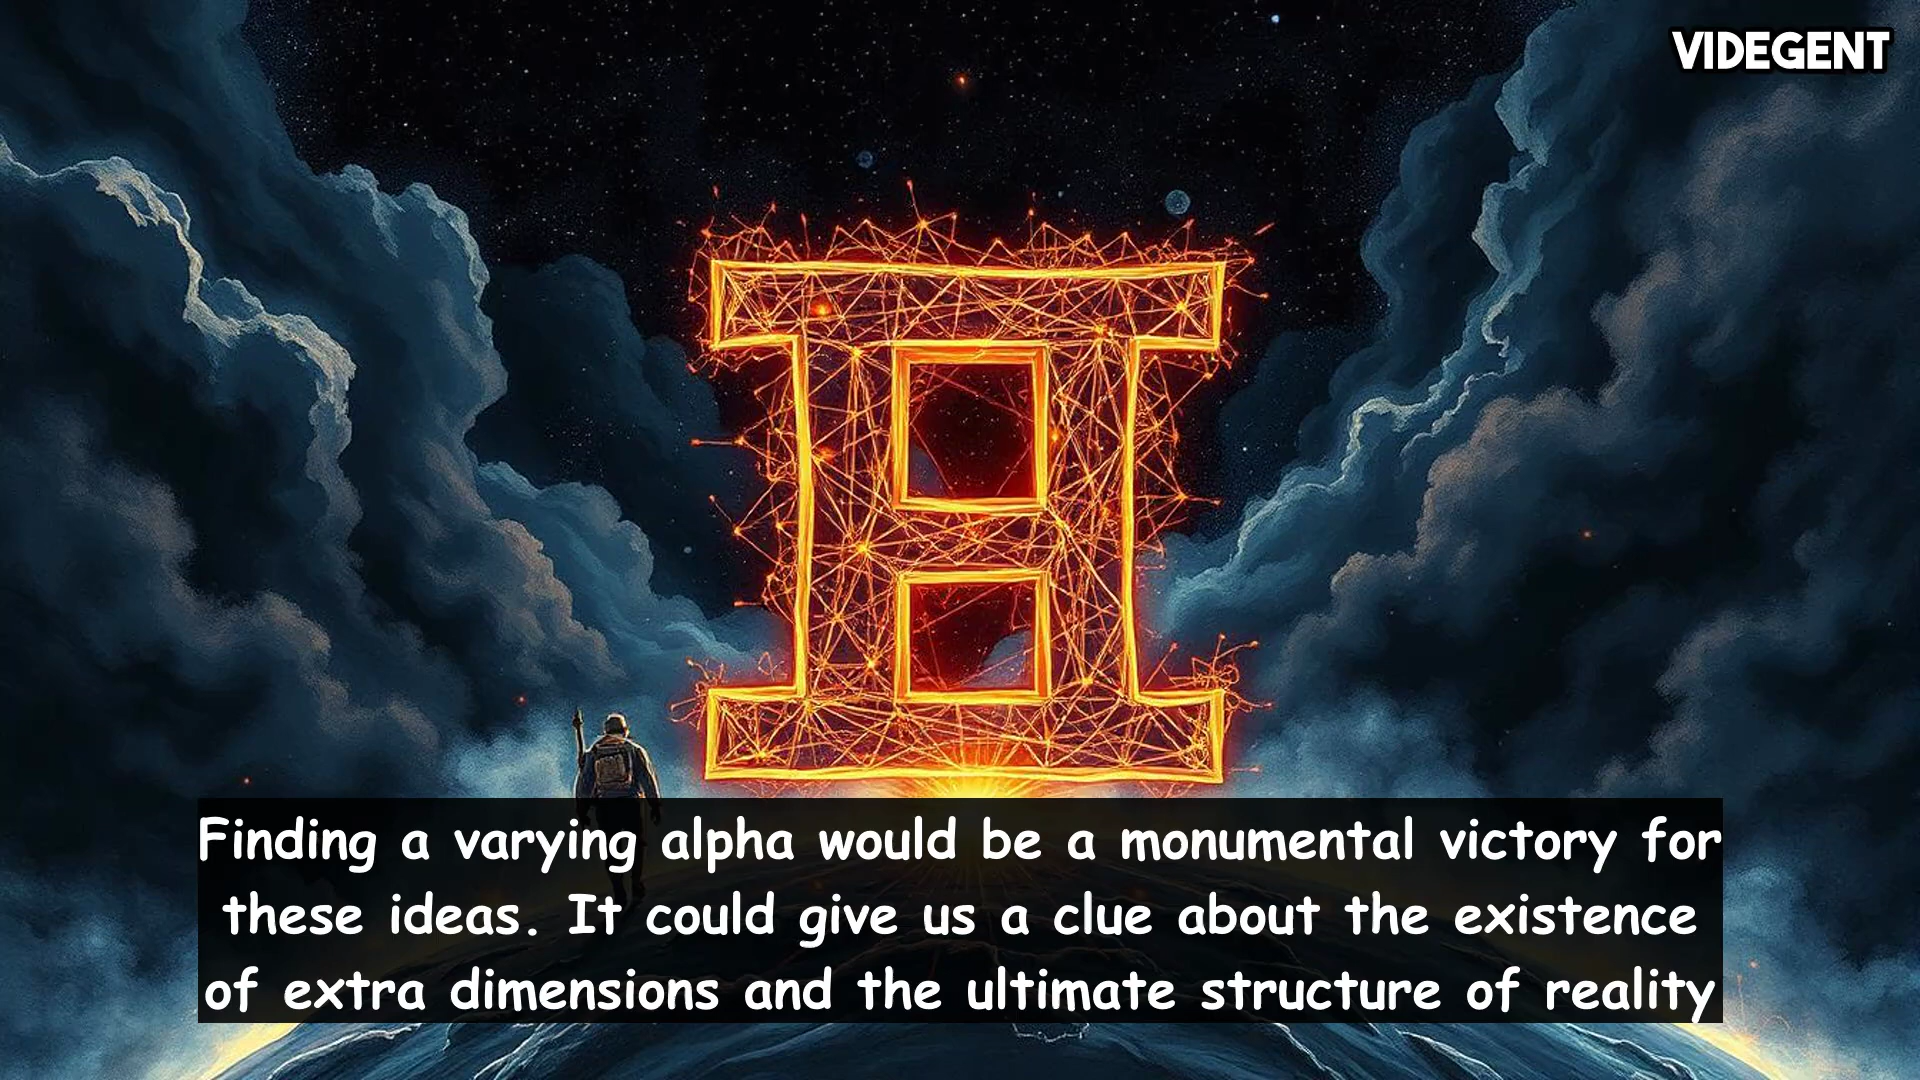 VIDEGENT
Finding a varying alpha would be a monumental victory for
these ideas. It could give us a clue about the existence
of extra dimensions and the ultimate structure of reality